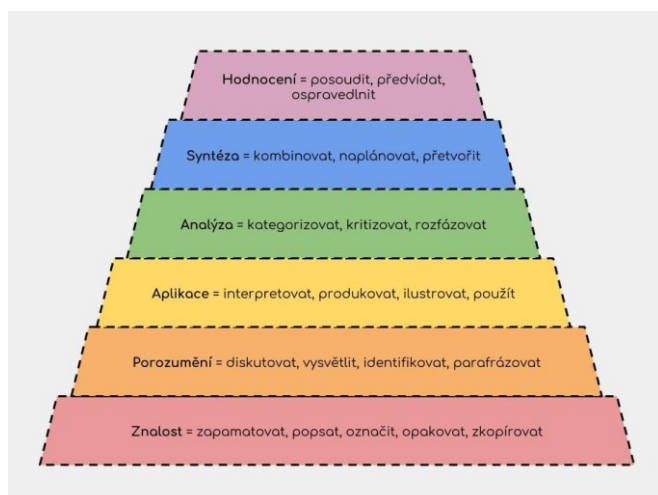 Hodnocení = posoudit, předvídat,
ospravedlnit
Syntéza = kombinovat, naplánovat, přetvořit
Analýza = kategorizovat, kritizovat, rozfázovat
Aplikace = interpretovat, produkovat, ilustrovat, použít
Porozumění = diskutovat, vysvětlit, identifikovat, parafrázovat
Znalost = zapamatovat, popsat, označit, opakovat, zkopírovat